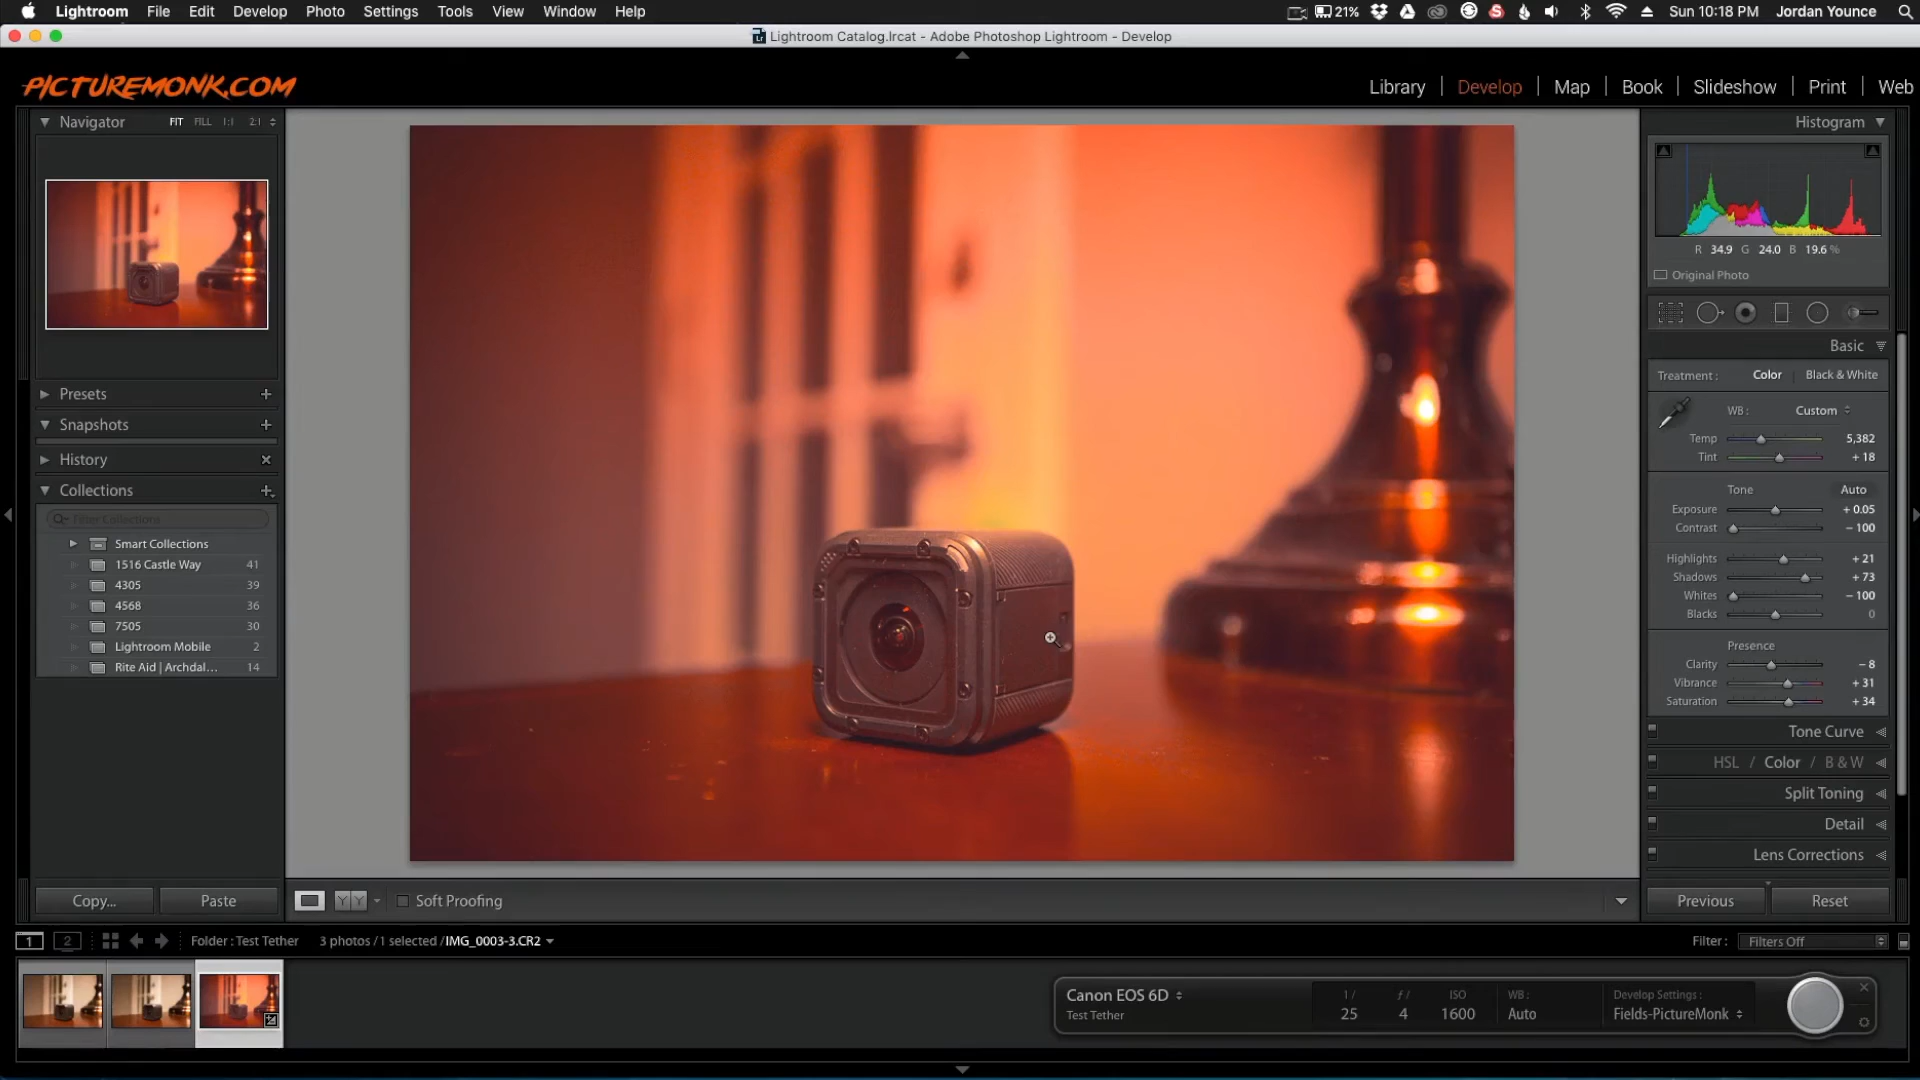 Lightroom File Edit Develop Photo Settings Tools View Window Help 21% Sun 10:18 PM Jordan Younce
Lightroom Catalog.lrcat - Adobe Photoshop Lightroom - Develop
PICTUREMONK.COM
Library | Develop | Map | Book | Slideshow | Print | Web
Navigator FIT FILL 1:1 2:1
Presets
Snapshots
History
Collections
Filter Collections
Smart Collections
1516 Castle Way 41
4305 39
4568 36
7505 30
Lightroom Mobile 2
Rite Aid | Archdal... 14
Copy... Paste
Soft Proofing
Histogram
R 34.9 G 24.0 B 19.6 %
Original Photo
Basic
Treatment : Color | Black & White
WB : Custom
Temp 5,382
Tint + 18
Tone Auto
Exposure + 0.05
Contrast - 100
Highlights + 21
Shadows + 73
Whites - 100
Blacks 0
Presence
Clarity - 8
Vibrance + 31
Saturation + 34
Tone Curve
HSL / Color / B & W
Split Toning
Detail
Lens Corrections
Previous Reset
1 2 Folder : Test Tether 3 photos / 1 selected / IMG_0003-3.CR2 Filter : Filters Off
Canon EOS 6D
Test Tether
1 / 25
ƒ / 4
ISO 1600
WB : Auto
Develop Settings : Fields-PictureMonk